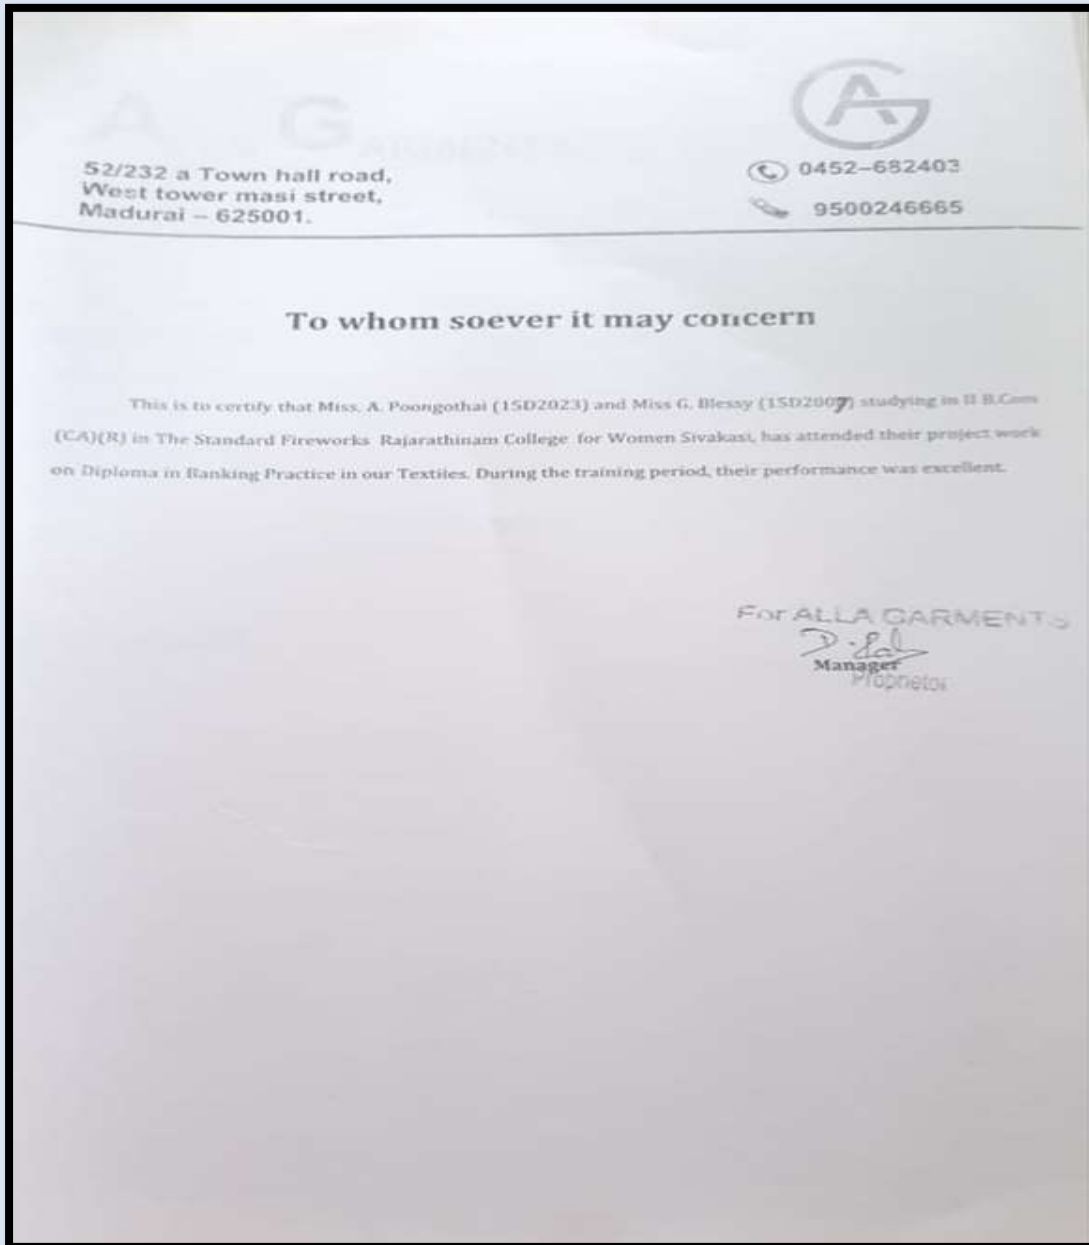 A G
AG
52/232 a Town hall road,
West tower masi street,
Madurai – 625001.
0452-682403
9500246665
To whom soever it may concern
This is to certify that Miss. A. Poongothai (15D2023) and Miss G. Blessy (15D2007) studying in II B.Com
(CA)(R) in The Standard Fireworks Rajarathinam College for Women Sivakasi, has attended their project work
on Diploma in Banking Practice in our Textiles. During the training period, their performance was excellent.
For ALLA GARMENTS
Manager
Proprietor